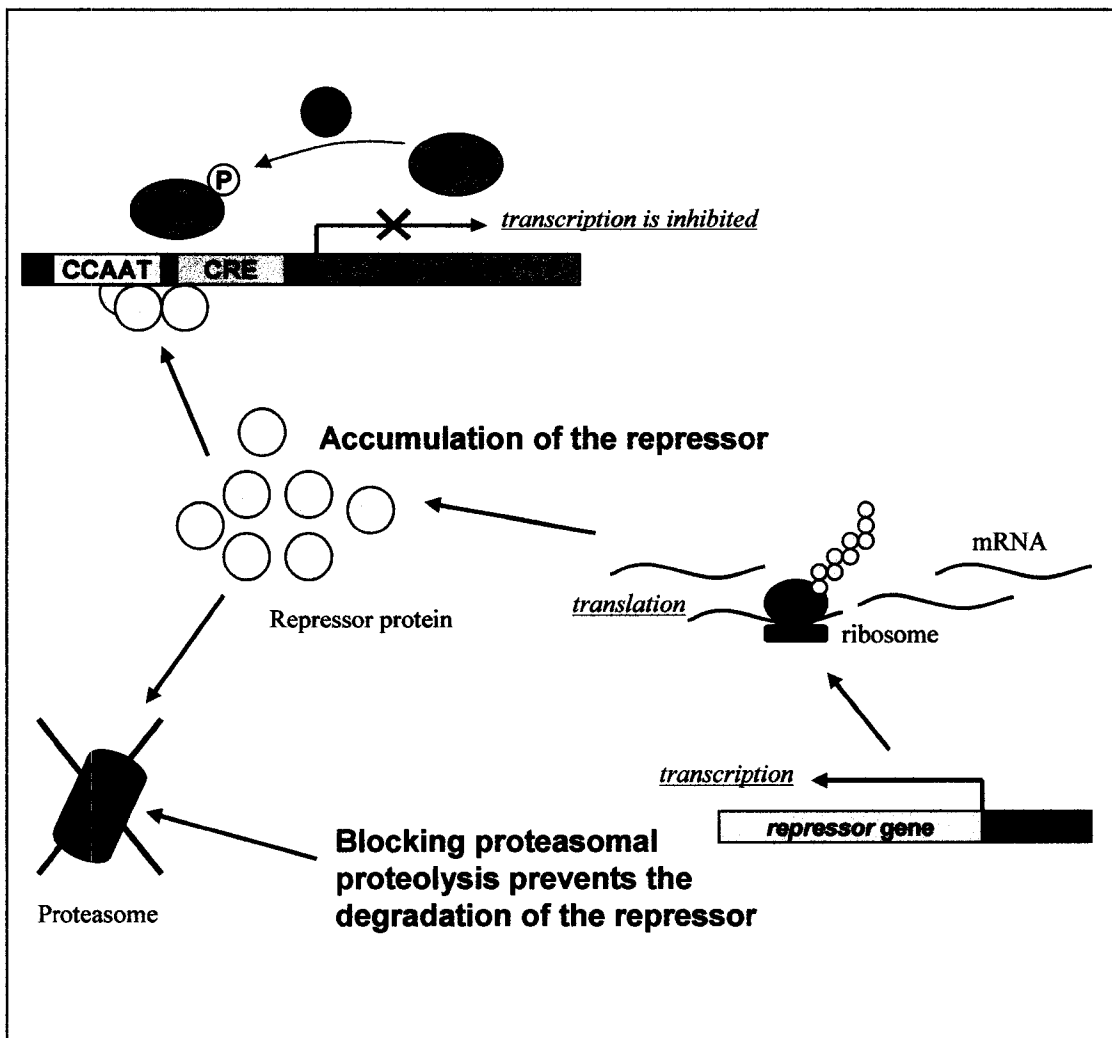 P
transcription is inhibited
CCAAT
CRE
Accumulation of the repressor
mRNA
translation
Repressor protein
ribosome
transcription
repressor gene
Blocking proteasomal
proteolysis prevents the
degradation of the repressor
Proteasome